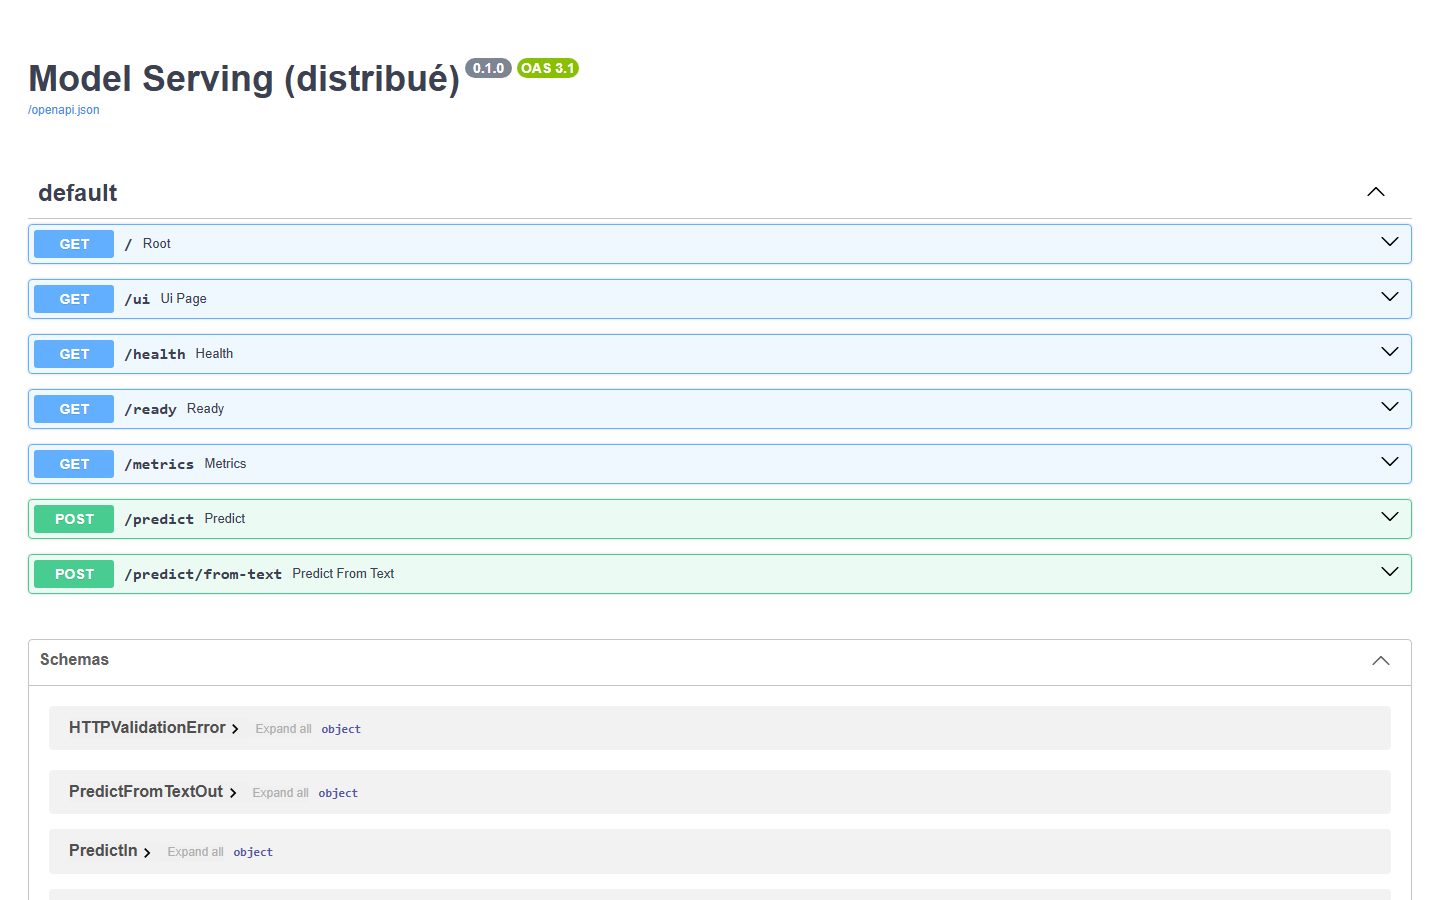 Model Serving (distribué) 0.1.0 OAS 3.1
/openapi.json
default
GET / Root
GET /ui Ui Page
GET /health Health
GET /ready Ready
GET /metrics Metrics
POST /predict Predict
POST /predict/from-text Predict From Text
Schemas
HTTPValidationError Expand all object
PredictFromTextOut Expand all object
PredictIn Expand all object